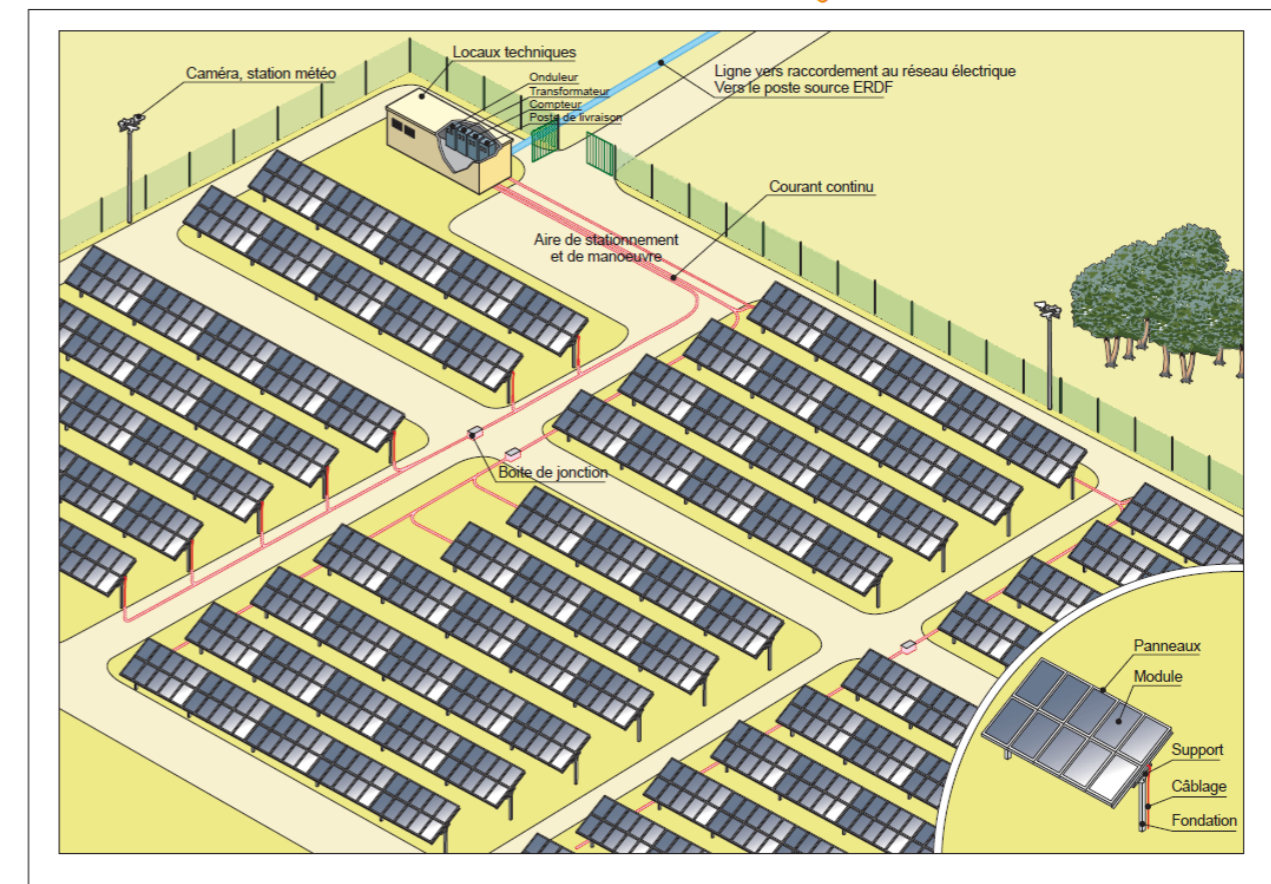 Caméra, station météo
Locaux techniques
Onduleur
Transformateur
Compteur
Poste de livraison
Ligne vers raccordement au réseau électrique
Vers le poste source ERDF
Courant continu
Aire de stationnement
et de manoeuvre
Boite de jonction
Panneaux
Module
Support
Câblage
Fondation